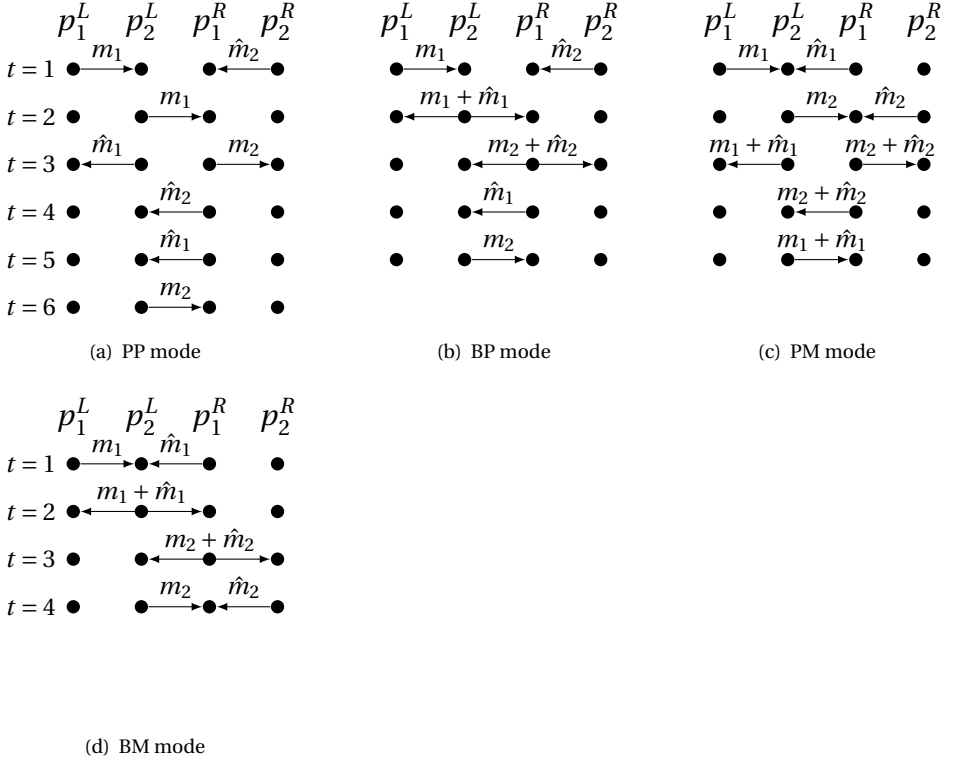 p_1^L p_2^L p_1^R p_2^R p_1^L p_2^L p_1^R p_2^R p_1^L p_2^L p_1^R p_2^R
t = 1 m_1 m̂_2 m_1 m̂_2 m_1 m̂_1
t = 2 m_1 m_1 + m̂_1 m_2 m̂_2
t = 3 m̂_1 m_2 m_2 + m̂_2 m_1 + m̂_1 m_2 + m̂_2
t = 4 m̂_2 m̂_1 m_2 + m̂_2
t = 5 m̂_1 m_2 m_1 + m̂_1
t = 6 m_2
(a) PP mode (b) BP mode (c) PM mode
p_1^L p_2^L p_1^R p_2^R
t = 1 m_1 m̂_1
t = 2 m_1 + m̂_1
t = 3 m_2 + m̂_2
t = 4 m_2 m̂_2
(d) BM mode